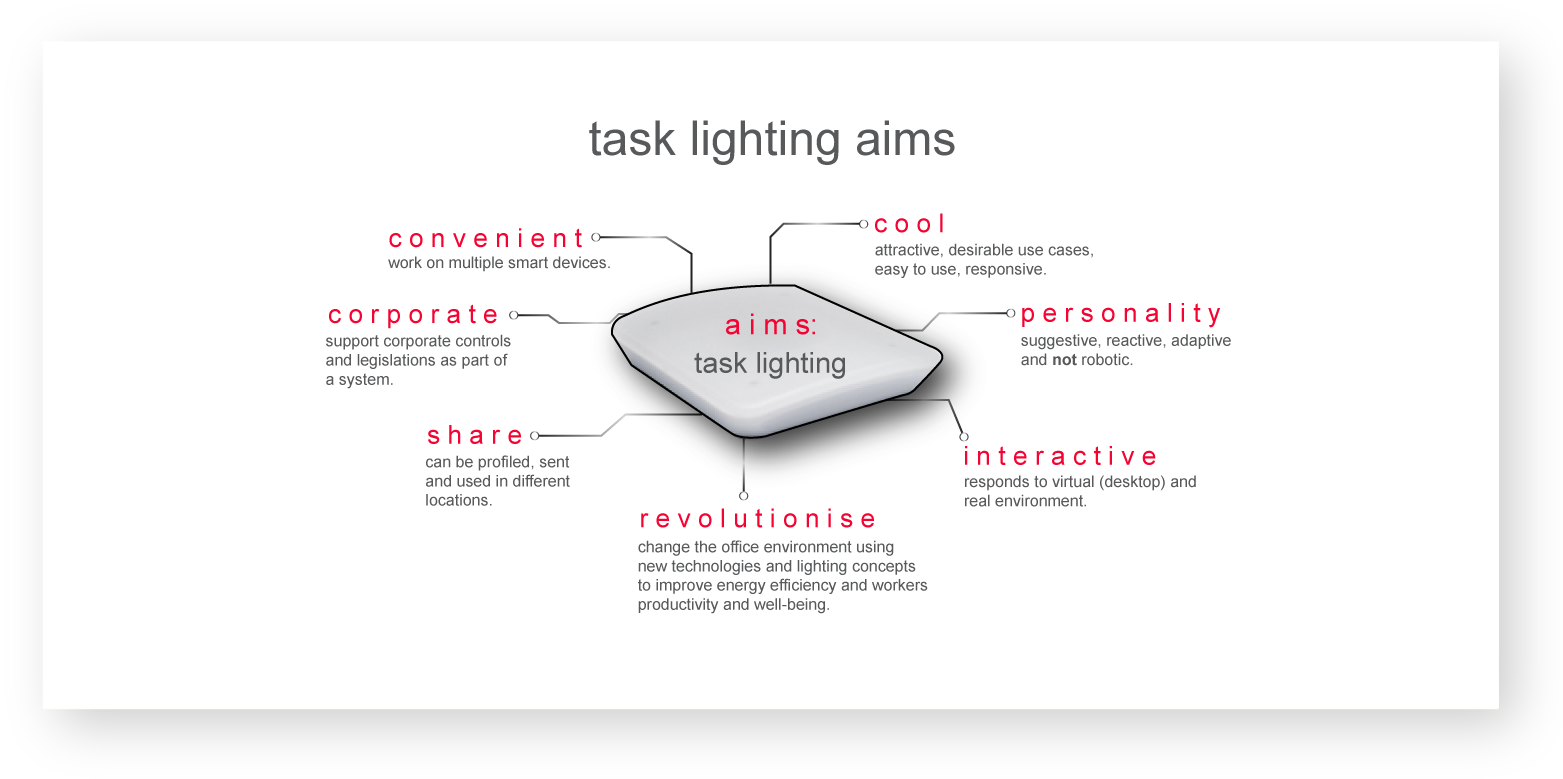 task lighting aims
convenient
work on multiple smart devices.
cool
attractive, desirable use cases,
easy to use, responsive.
corporate
support corporate controls
and legislations as part of
a system.
aims:
task lighting
personality
suggestive, reactive, adaptive
and not robotic.
share
can be profiled, sent
and used in different
locations.
interactive
responds to virtual (desktop) and
real environment.
revolutionise
change the office environment using
new technologies and lighting concepts
to improve energy efficiency and workers
productivity and well-being.